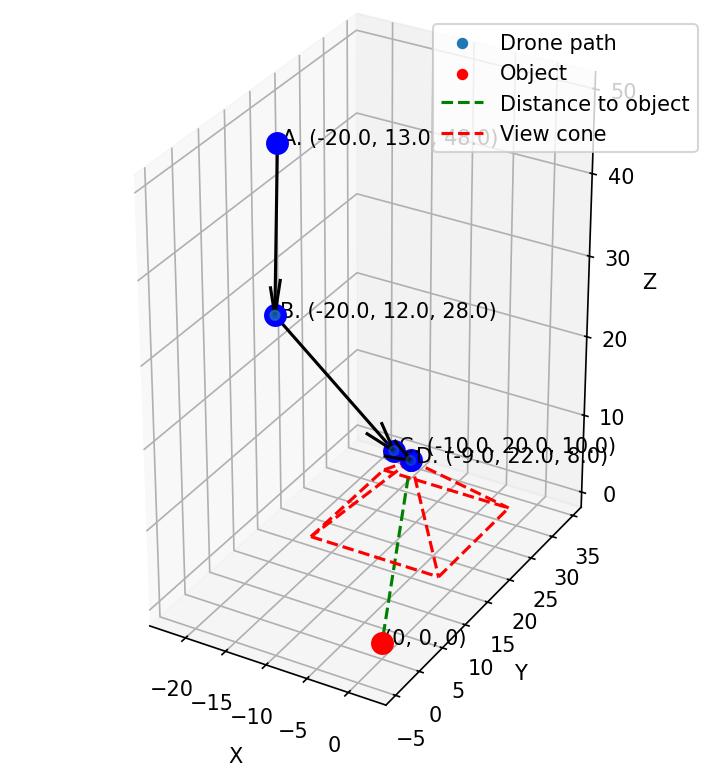 Drone path
Object
Distance to object
View cone
A. (-20.0, 13.0, 48.0)
B. (-20.0, 12.0, 28.0)
C. (-10.0, 20.0, 10.0)
D. (-9.0, 22.0, 8.0)
(0, 0, 0)
50
40
30
20
10
0
Z
35
30
25
20
15
10
5
0
−5
Y
−20
−15
−10
−5
0
X